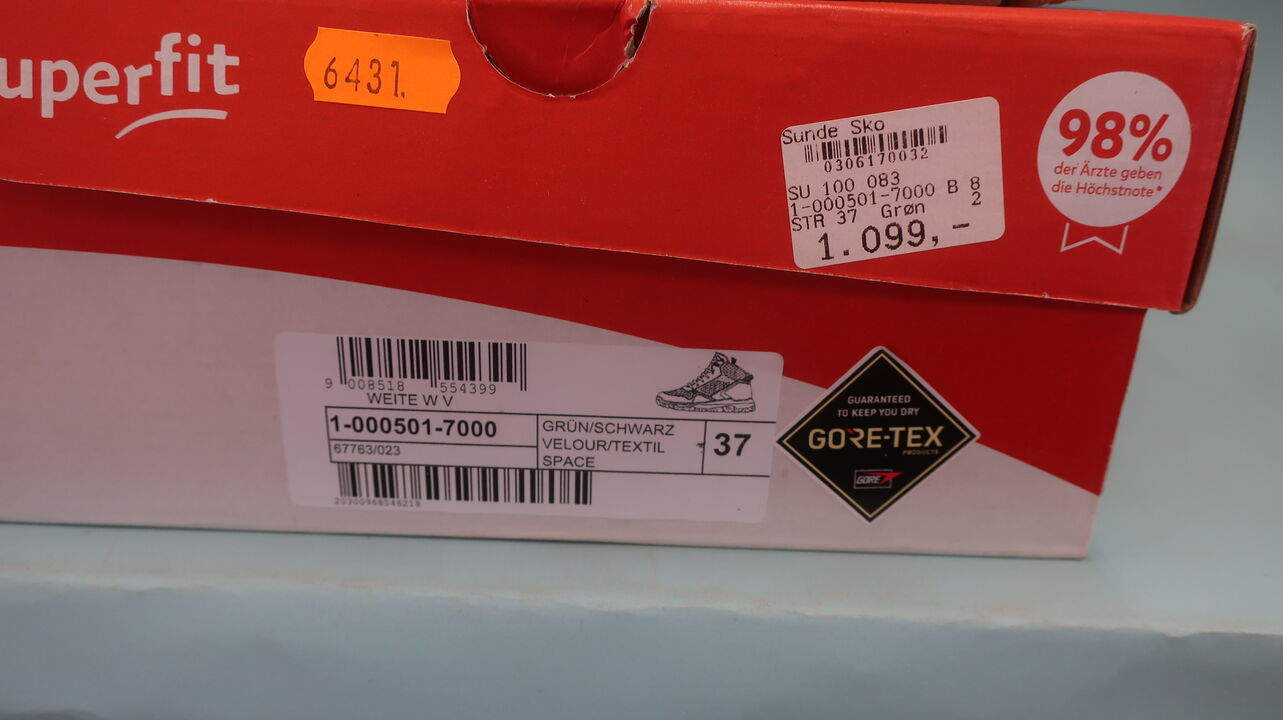 uperfit
6431.
Sunde Sko
0306170032
SU 100 083
1-000501-7000 B 8
STR 37 Grøn 2
1.099,-
98%
der Ärzte geben
die Höchstnote*
9 008518 554399
WEITE W V
1-000501-7000
67763/023
GRÜN/SCHWARZ
VELOUR/TEXTIL
SPACE
37
GUARANTEED
TO KEEP YOU DRY
GORE-TEX
PRODUCTS
GORE